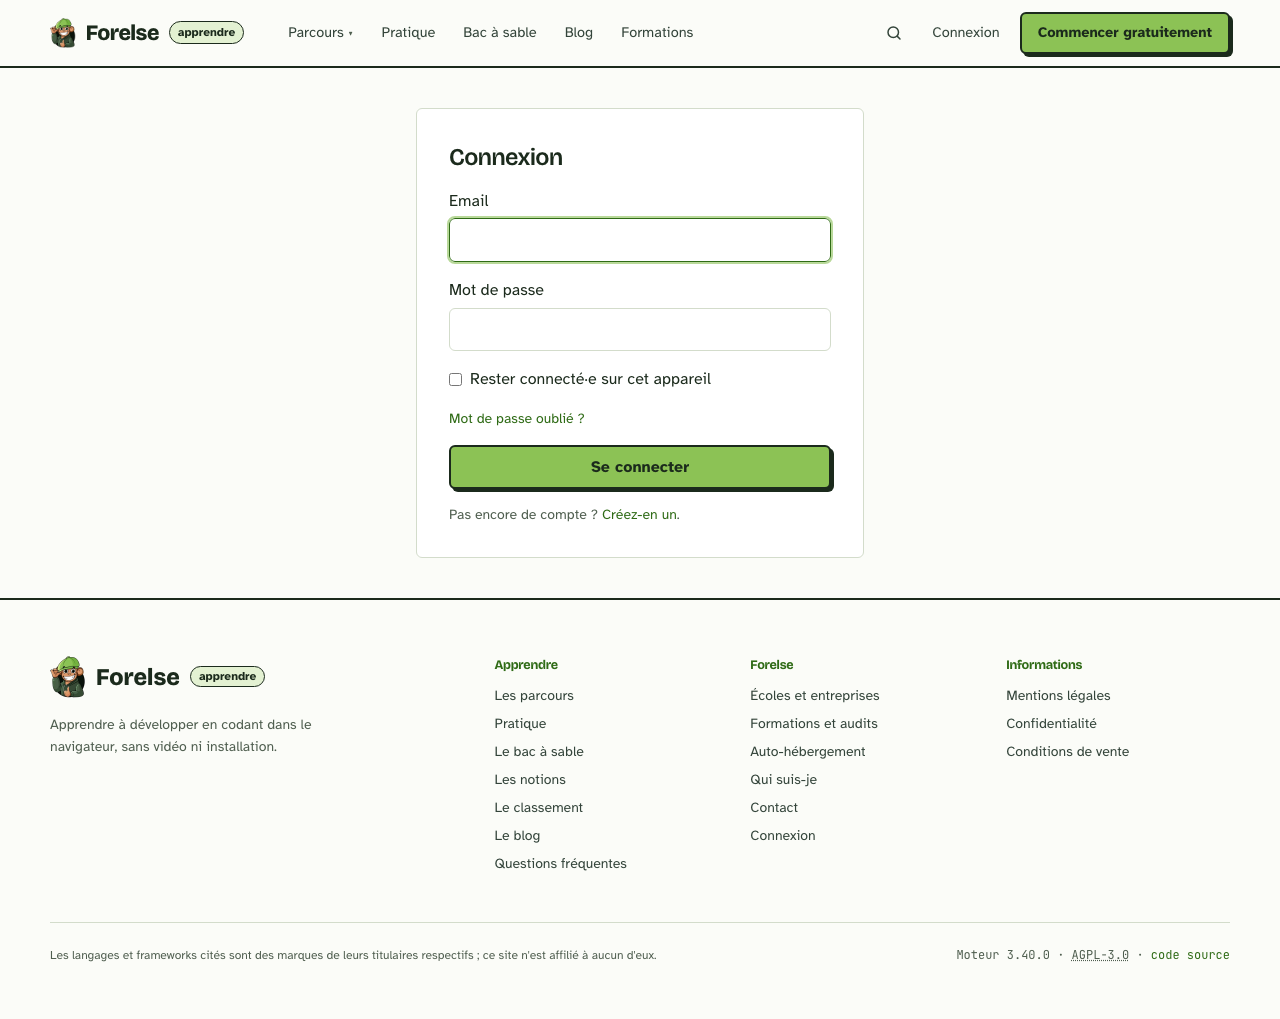 Forelse apprendre Parcours ▾ Pratique Bac à sable Blog Formations Connexion Commencer gratuitement
Connexion
Email
Mot de passe
Rester connecté·e sur cet appareil
Mot de passe oublié ?
Se connecter
Pas encore de compte ? Créez-en un.
Forelse apprendre
Apprendre à développer en codant dans le
navigateur, sans vidéo ni installation.
Apprendre
Les parcours
Pratique
Le bac à sable
Les notions
Le classement
Le blog
Questions fréquentes
Forelse
Écoles et entreprises
Formations et audits
Auto-hébergement
Qui suis-je
Contact
Connexion
Informations
Mentions légales
Confidentialité
Conditions de vente
Les langages et frameworks cités sont des marques de leurs titulaires respectifs ; ce site n'est affilié à aucun d'eux.
Moteur 3.40.0 · AGPL-3.0 · code source